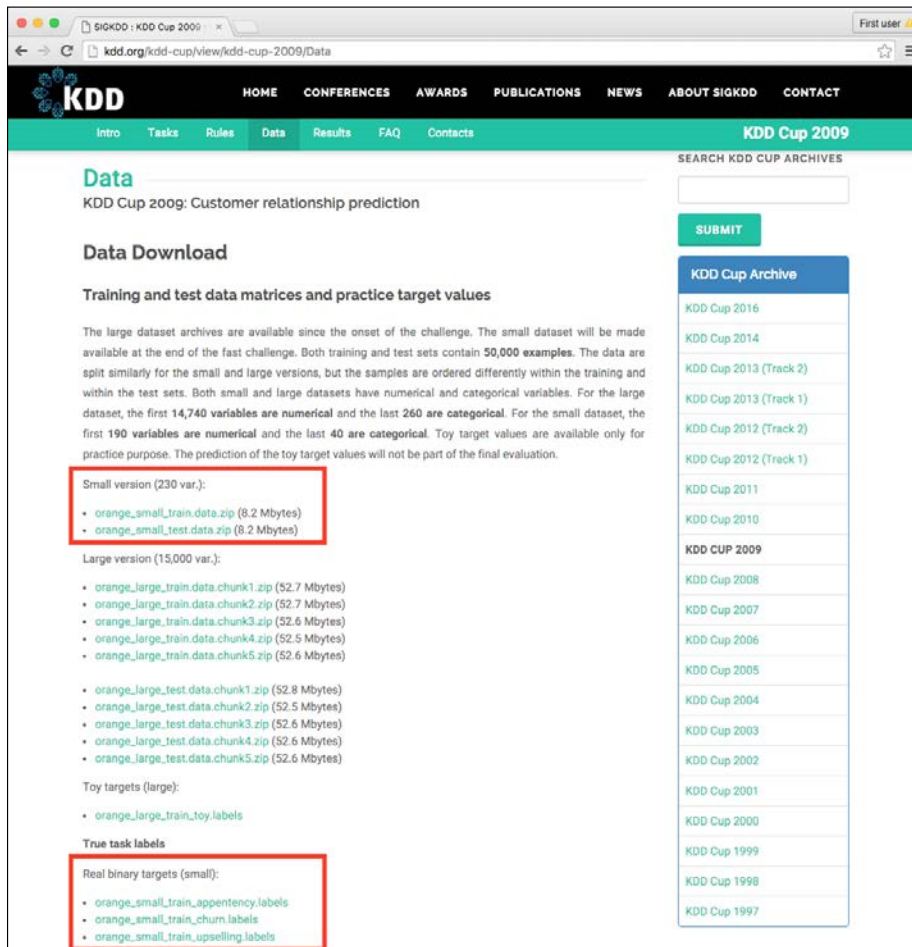 SIGKDD : KDD Cup 2009
First user
kdd.org/kdd-cup/view/kdd-cup-2009/Data
KDD
HOME CONFERENCES AWARDS PUBLICATIONS NEWS ABOUT SIGKDD CONTACT
Intro Tasks Rules Data Results FAQ Contacts KDD Cup 2009
Data
KDD Cup 2009: Customer relationship prediction
Data Download
Training and test data matrices and practice target values
The large dataset archives are available since the onset of the challenge. The small dataset will be made
available at the end of the fast challenge. Both training and test sets contain 50,000 examples. The data are
split similarly for the small and large versions, but the samples are ordered differently within the training and
within the test sets. Both small and large datasets have numerical and categorical variables. For the large
dataset, the first 14,740 variables are numerical and the last 260 are categorical. For the small dataset, the
first 190 variables are numerical and the last 40 are categorical. Toy target values are available only for
practice purpose. The prediction of the toy target values will not be part of the final evaluation.
Small version (230 var.):
• orange_small_train.data.zip (8.2 Mbytes)
• orange_small_test.data.zip (8.2 Mbytes)
Large version (15,000 var.):
• orange_large_train.data.chunk1.zip (52.7 Mbytes)
• orange_large_train.data.chunk2.zip (52.7 Mbytes)
• orange_large_train.data.chunk3.zip (52.6 Mbytes)
• orange_large_train.data.chunk4.zip (52.5 Mbytes)
• orange_large_train.data.chunk5.zip (52.6 Mbytes)
• orange_large_test.data.chunk1.zip (52.8 Mbytes)
• orange_large_test.data.chunk2.zip (52.5 Mbytes)
• orange_large_test.data.chunk3.zip (52.6 Mbytes)
• orange_large_test.data.chunk4.zip (52.6 Mbytes)
• orange_large_test.data.chunk5.zip (52.6 Mbytes)
Toy targets (large):
• orange_large_train_toy.labels
True task labels
Real binary targets (small):
• orange_small_train_appentency.labels
• orange_small_train_churn.labels
• orange_small_train_upselling.labels
SEARCH KDD CUP ARCHIVES
SUBMIT
KDD Cup Archive
KDD Cup 2016
KDD Cup 2014
KDD Cup 2013 (Track 2)
KDD Cup 2013 (Track 1)
KDD Cup 2012 (Track 2)
KDD Cup 2012 (Track 1)
KDD Cup 2011
KDD Cup 2010
KDD CUP 2009
KDD Cup 2008
KDD Cup 2007
KDD Cup 2006
KDD Cup 2005
KDD Cup 2004
KDD Cup 2003
KDD Cup 2002
KDD Cup 2001
KDD Cup 2000
KDD Cup 1999
KDD Cup 1998
KDD Cup 1997